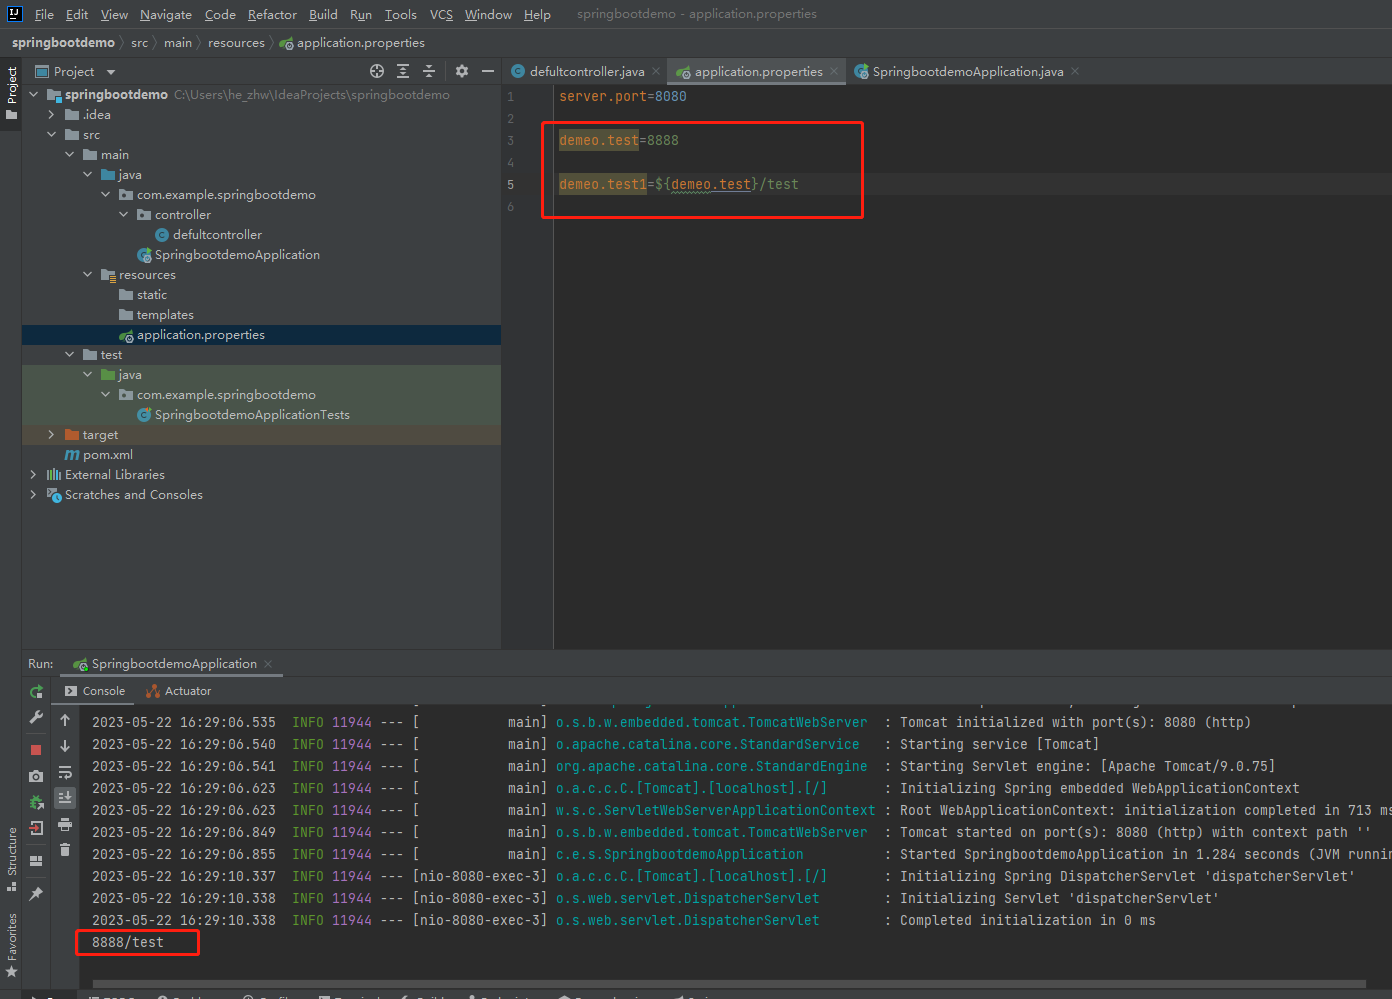 File Edit View Navigate Code Refactor Build Run Tools VCS Window Help springbootdemo - application.properties
springbootdemo src main resources application.properties
Project
Project
springbootdemo C:\Users\he_zhw\IdeaProjects\springbootdemo
.idea
src
main
java
com.example.springbootdemo
controller
defultcontroller
SpringbootdemoApplication
resources
static
templates
application.properties
test
java
com.example.springbootdemo
SpringbootdemoApplicationTests
target
pom.xml
External Libraries
Scratches and Consoles
defultcontroller.java application.properties SpringbootdemoApplication.java
1 server.port=8080
2
3 demeo.test=8888
4
5 demeo.test1=${demeo.test}/test
6
Run: SpringbootdemoApplication
Console Actuator
2023-05-22 16:29:06.535 INFO 11944 --- [ main] o.s.b.w.embedded.tomcat.TomcatWebServer : Tomcat initialized with port(s): 8080 (http)
2023-05-22 16:29:06.540 INFO 11944 --- [ main] o.apache.catalina.core.StandardService : Starting service [Tomcat]
2023-05-22 16:29:06.541 INFO 11944 --- [ main] org.apache.catalina.core.StandardEngine : Starting Servlet engine: [Apache Tomcat/9.0.75]
2023-05-22 16:29:06.623 INFO 11944 --- [ main] o.a.c.c.C.[Tomcat].[localhost].[/] : Initializing Spring embedded WebApplicationContext
2023-05-22 16:29:06.623 INFO 11944 --- [ main] w.s.c.ServletWebServerApplicationContext : Root WebApplicationContext: initialization completed in 713 ms
2023-05-22 16:29:06.849 INFO 11944 --- [ main] o.s.b.w.embedded.tomcat.TomcatWebServer : Tomcat started on port(s): 8080 (http) with context path ''
2023-05-22 16:29:06.855 INFO 11944 --- [ main] c.e.s.SpringbootdemoApplication : Started SpringbootdemoApplication in 1.284 seconds (JVM runnin
2023-05-22 16:29:10.337 INFO 11944 --- [nio-8080-exec-3] o.a.c.c.C.[Tomcat].[localhost].[/] : Initializing Spring DispatcherServlet 'dispatcherServlet'
2023-05-22 16:29:10.338 INFO 11944 --- [nio-8080-exec-3] o.s.web.servlet.DispatcherServlet : Initializing Servlet 'dispatcherServlet'
2023-05-22 16:29:10.338 INFO 11944 --- [nio-8080-exec-3] o.s.web.servlet.DispatcherServlet : Completed initialization in 0 ms
8888/test
Structure
Favorites